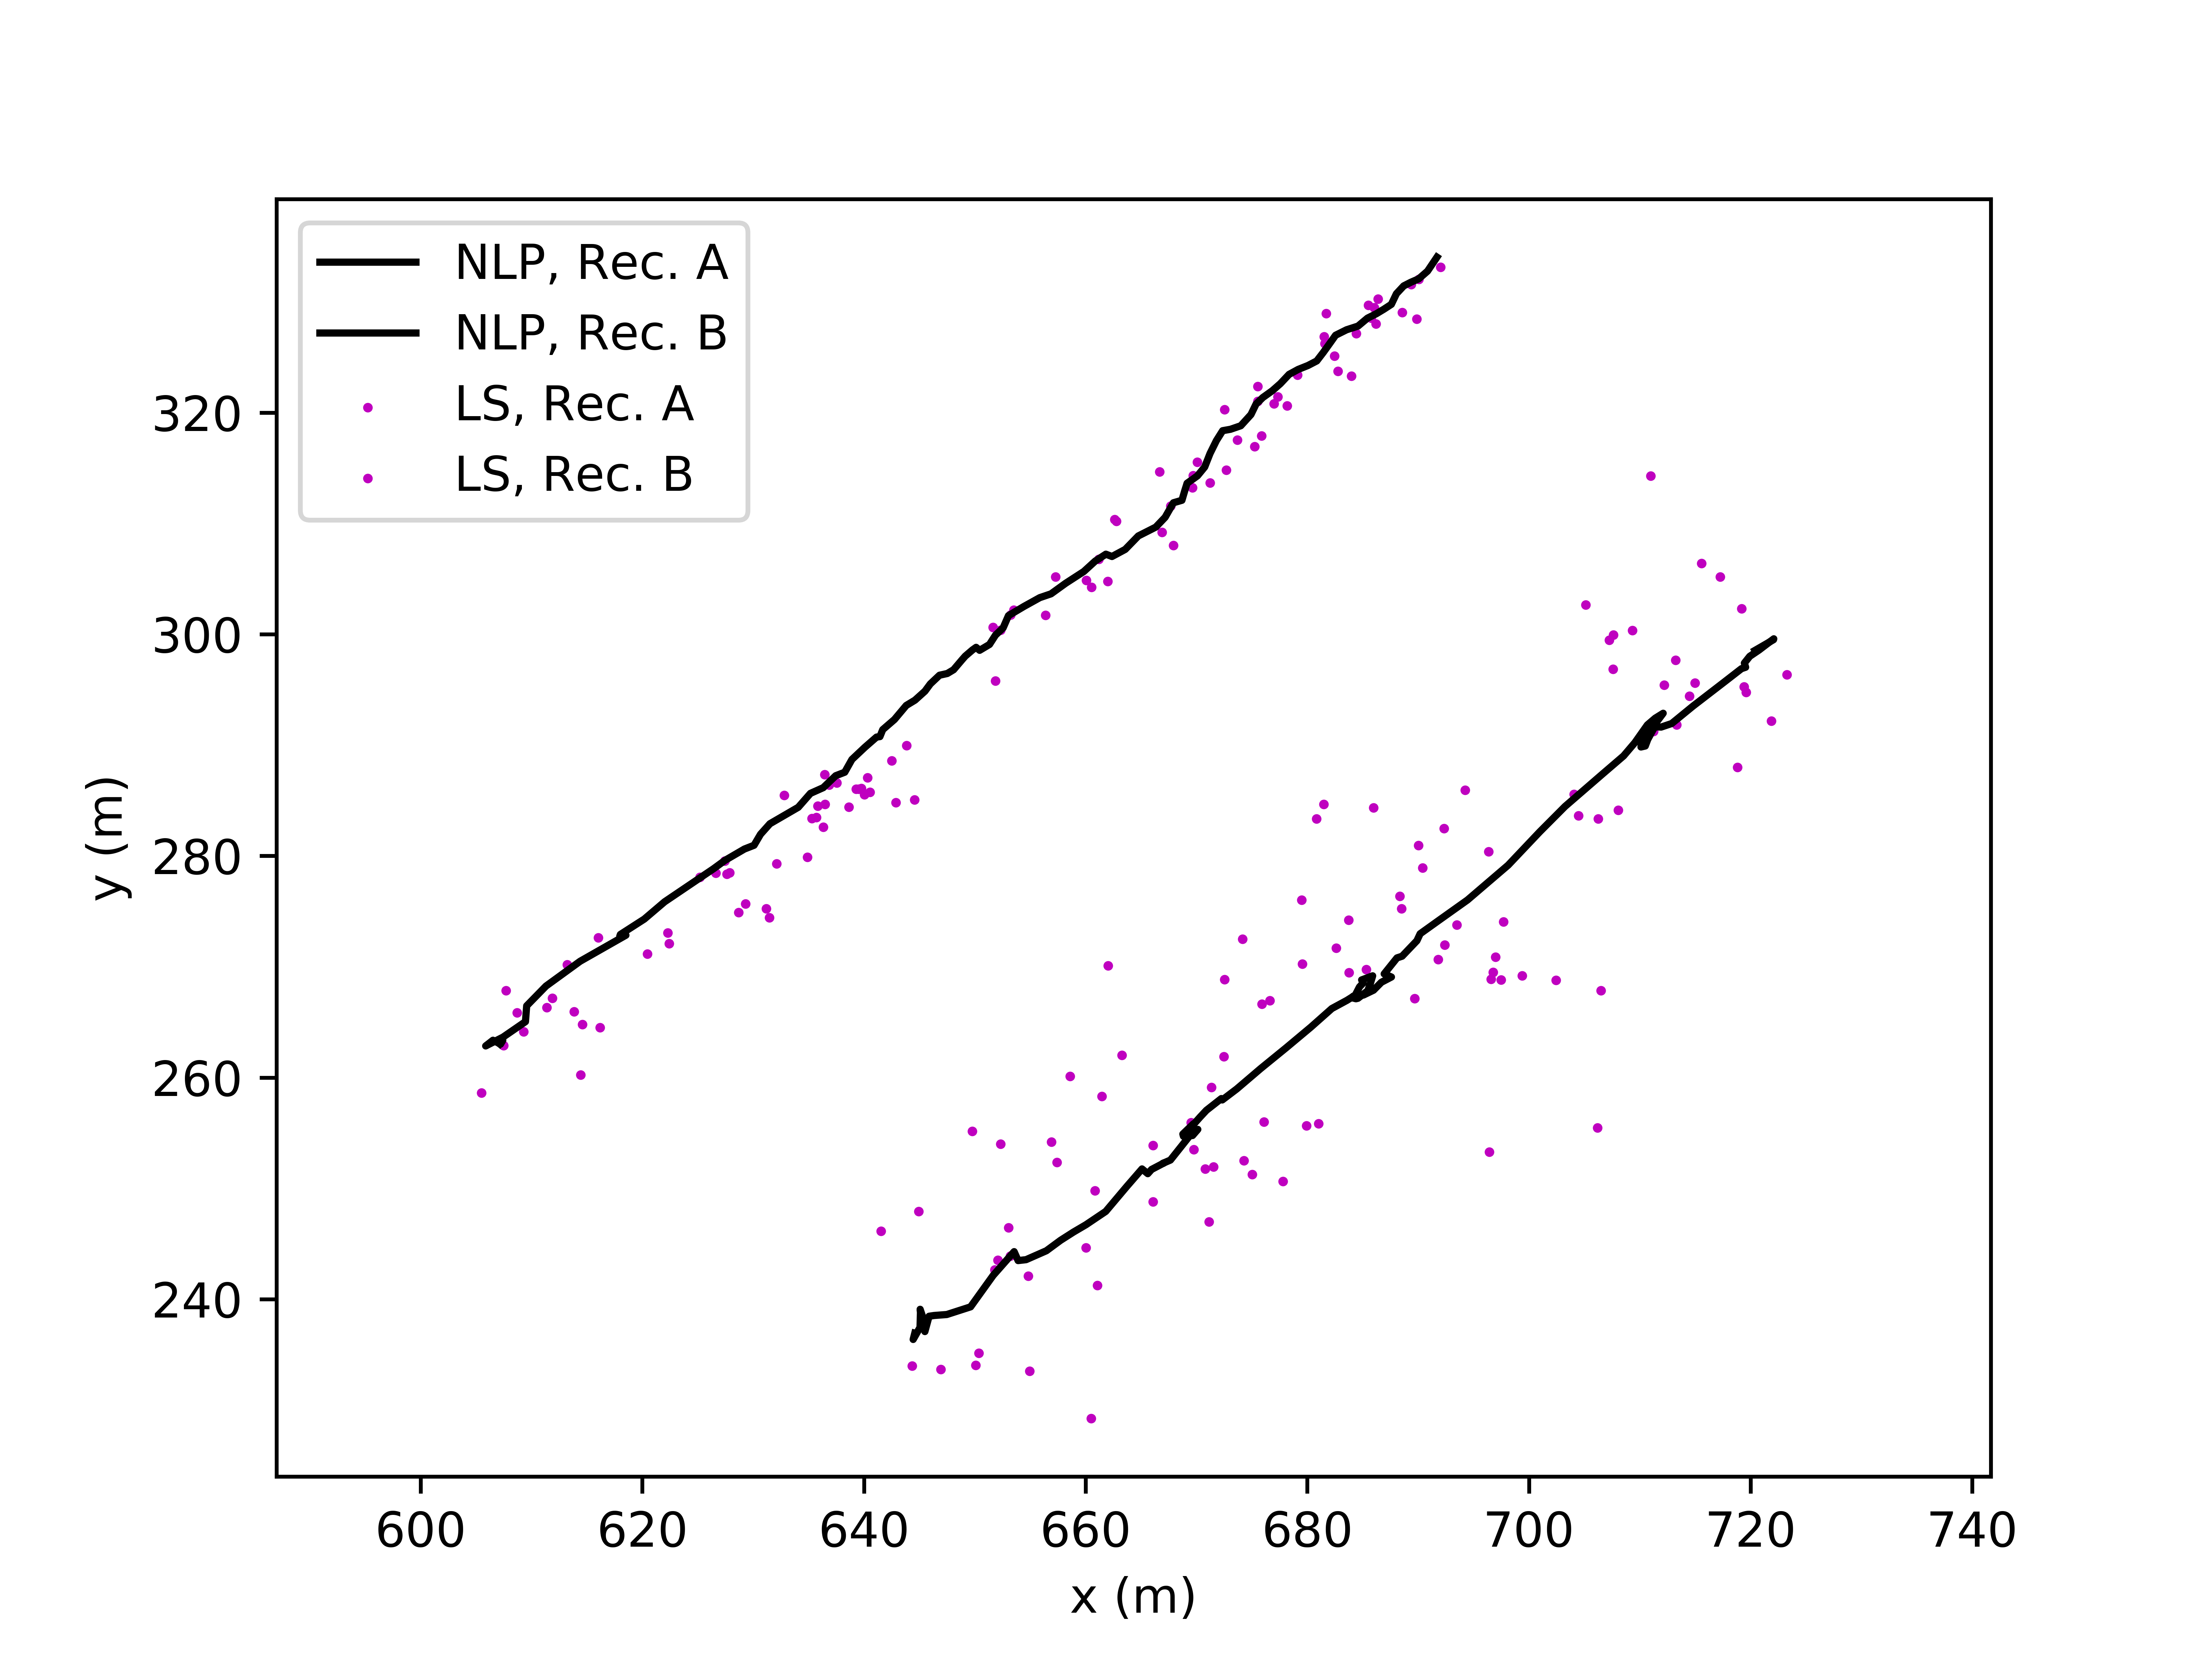 NLP, Rec. A
NLP, Rec. B
LS, Rec. A
LS, Rec. B
320
300
280
260
240
y (m)
600 620 640 660 680 700 720 740
x (m)